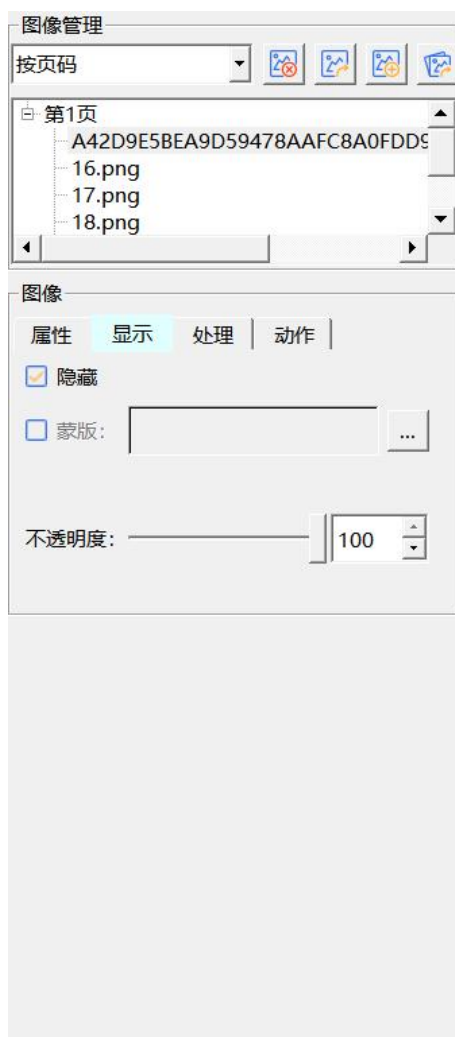 图像管理
按页码
第1页
A42D9E5BEA9D59478AAFC8A0FDD9
16.png
17.png
18.png
图像
属性 显示 处理 动作
隐藏
蒙版:
...
不透明度: 100